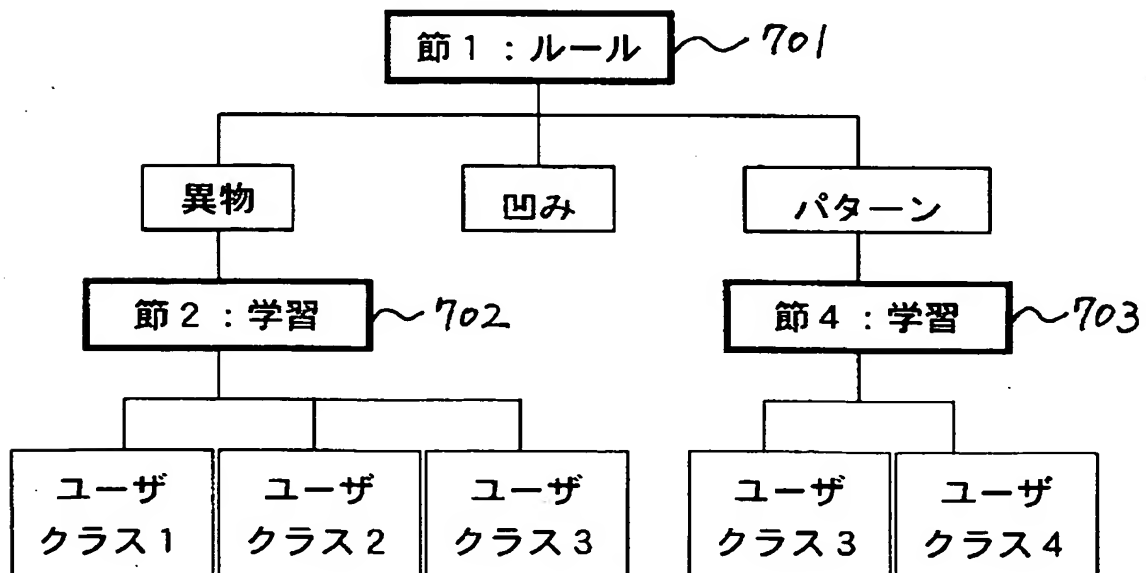 節1：ルール
701
異物
凹み
パターン
節2：学習
702
節4：学習
703
ユーザ
クラス1
ユーザ
クラス2
ユーザ
クラス3
ユーザ
クラス3
ユーザ
クラス4